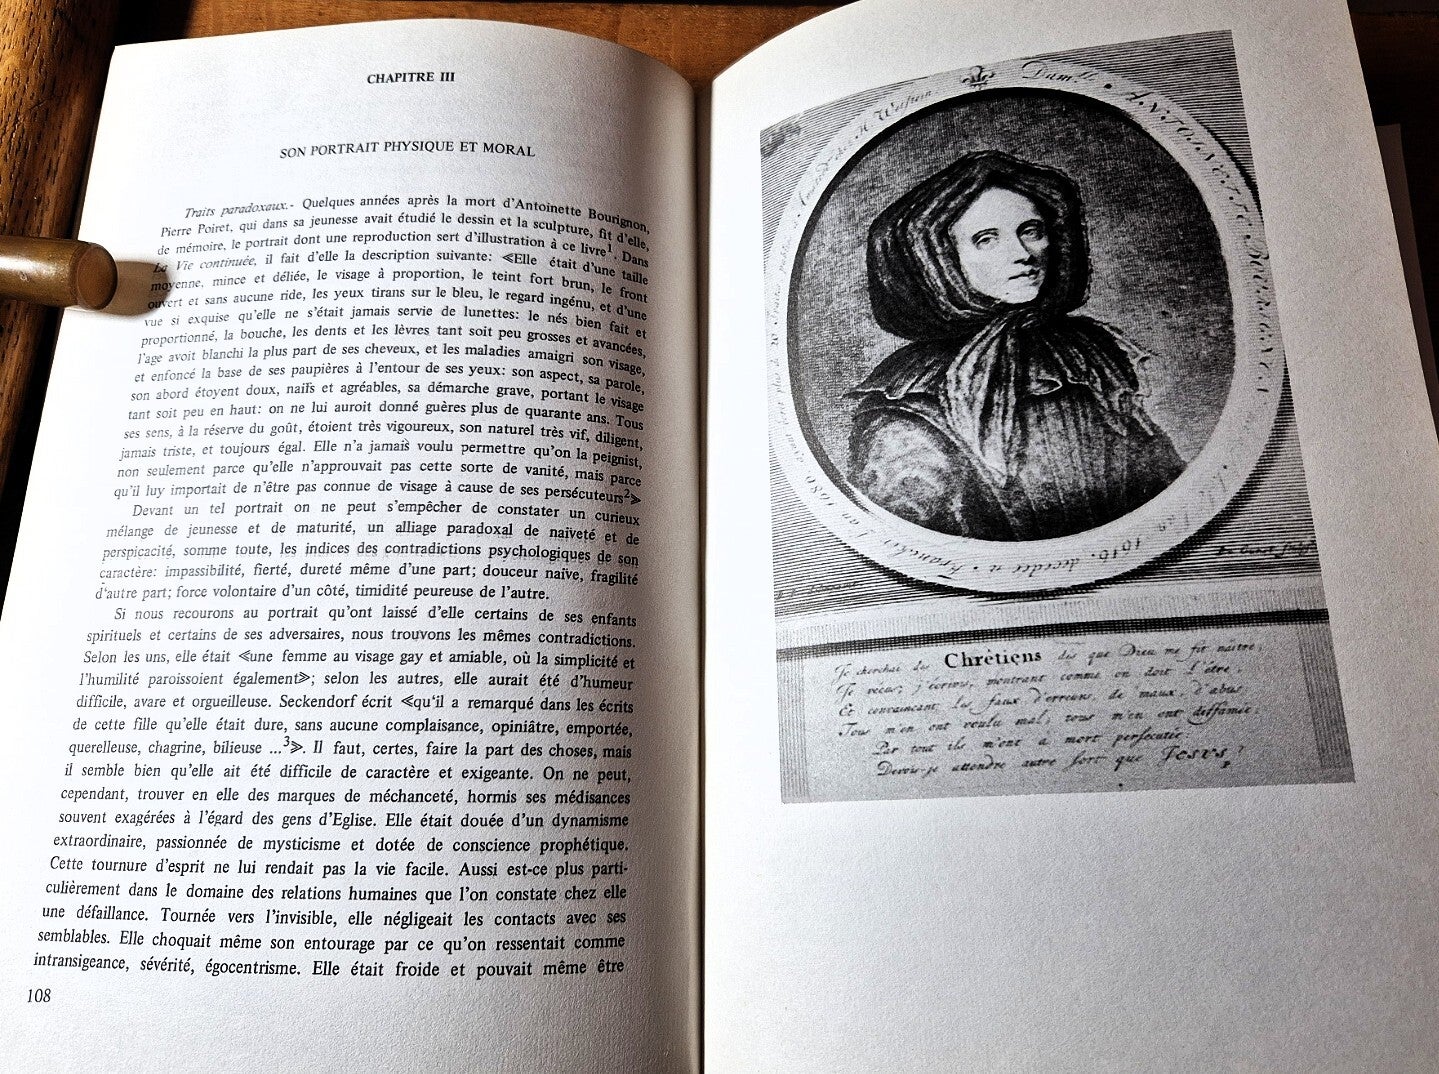 CHAPITRE III
SON PORTRAIT PHYSIQUE ET MORAL
Traits paradoxaux.- Quelques années après la mort d'Antoinette Bourignon,
Pierre Poiret, qui dans sa jeunesse avait étudié le dessin et la sculpture, fit d'elle,
de mémoire, le portrait dont une reproduction sert d'illustration à ce livre¹. Dans
La Vie continuée, il fait d'elle la description suivante: ≪Elle était d'une taille
moyenne, mince et déliée, le visage à proportion, le teint fort brun, le front
ouvert et sans aucune ride, les yeux tirans sur le bleu, le regard ingénu, et d'une
vue si exquise qu'elle ne s'était jamais servie de lunettes: le nés bien fait et
proportionné, la bouche, les dents et les lèvres tant soit peu grosses et avancées,
l'age avoit blanchi la plus part de ses cheveux, et les maladies amaigri son visage,
et enfoncé la base de ses paupières à l'entour de ses yeux: son aspect, sa parole,
son abord étoyent doux, naifs et agréables, sa démarche grave, portant le visage
tant soit peu en haut: on ne lui auroit donné guères plus de quarante ans. Tous
ses sens, à la réserve du goût, étoient très vigoureux, son naturel très vif, diligent,
jamais triste, et toujours égal. Elle n'a jamais voulu permettre qu'on la peignist,
non seulement parce qu'elle n'approuvait pas cette sorte de vanité, mais parce
qu'il luy importait de n'être pas connue de visage à cause de ses persécuteurs²≫
Devant un tel portrait on ne peut s'empêcher de constater un curieux
mélange de jeunesse et de maturité, un alliage paradoxal de naïveté et de
perspicacité, somme toute, les indices des contradictions psychologiques de son
caractère: impassibilité, fierté, dureté même d'une part; douceur naïve, fragilité
d'autre part; force volontaire d'un côté, timidité peureuse de l'autre.
Si nous recourons au portrait qu'ont laissé d'elle certains de ses enfants
spirituels et certains de ses adversaires, nous trouvons les mêmes contradictions.
Selon les uns, elle était ≪une femme au visage gay et amiable, où la simplicité et
l'humilité paroissoient également≫; selon les autres, elle aurait été d'humeur
difficile, avare et orgueilleuse. Seckendorf écrit ≪qu'il a remarqué dans les écrits
de cette fille qu'elle était dure, sans aucune complaisance, opiniâtre, emportée,
querelleuse, chagrine, bilieuse ...³≫. Il faut, certes, faire la part des choses, mais
il semble bien qu'elle ait été difficile de caractère et exigeante. On ne peut,
cependant, trouver en elle des marques de méchanceté, hormis ses médisances
souvent exagérées à l'égard des gens d'Eglise. Elle était douée d'un dynamisme
extraordinaire, passionnée de mysticisme et dotée de conscience prophétique.
Cette tournure d'esprit ne lui rendait pas la vie facile. Aussi est-ce plus parti-
culièrement dans le domaine des relations humaines que l'on constate chez elle
une défaillance. Tournée vers l'invisible, elle négligeait les contacts avec ses
semblables. Elle choquait même son entourage par ce qu'on ressentait comme
intransigeance, sévérité, égocentrisme. Elle était froide et pouvait même être
108
Dam.lle ANTOINETTE BOURIGNON
1616. decider n
Franeker l'an 1680
H. Wetstein
Je cherchai des Chrétiens dès que Dieu me fit naître;
Je vecus, j'écrivis, montrant comme on doit l'être,
Et convaincant les faux d'erreurs, de maux, d'abus;
Tous m'en ont voulu mal; tous m'en ont diffamée;
Par tout ils m'ont à mort persecutée
Devois-je attendre autre sort que Jesus?